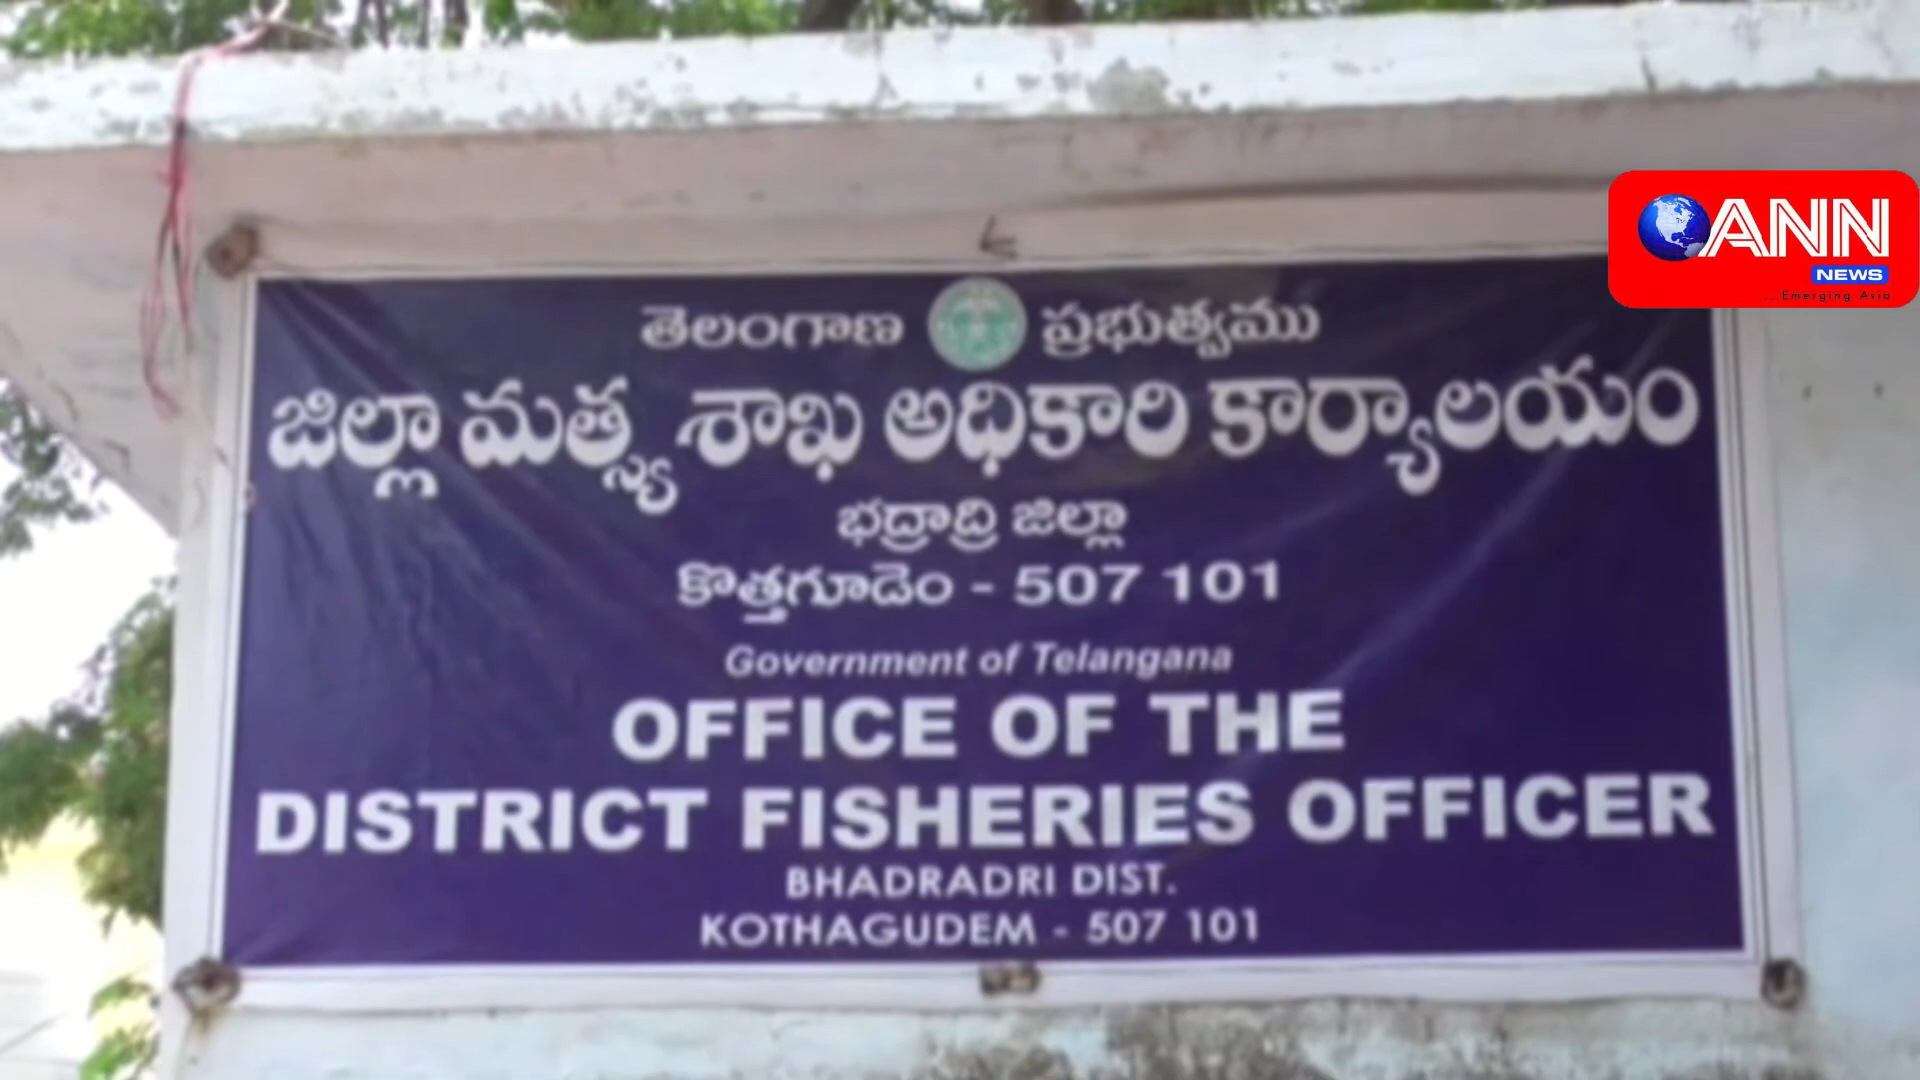 తెలంగాణ ప్రభుత్వము
జిల్లా మత్స్య శాఖ అధికారి కార్యాలయం
భద్రాద్రి జిల్లా
కొత్తగూడెం - 507 101
Government of Telangana
OFFICE OF THE
DISTRICT FISHERIES OFFICER
BHADRADRI DIST.
KOTHAGUDEM - 507 101
ANN
NEWS
...Emerging Asia